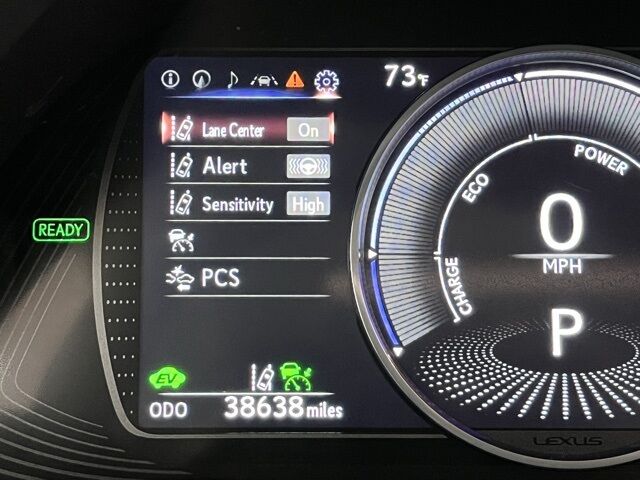 73°F
Lane Center On
Alert
Sensitivity High
PCS
READY
EV
ODO 38638 miles
CHARGE
ECO
POWER
0
MPH
P
LEXUS